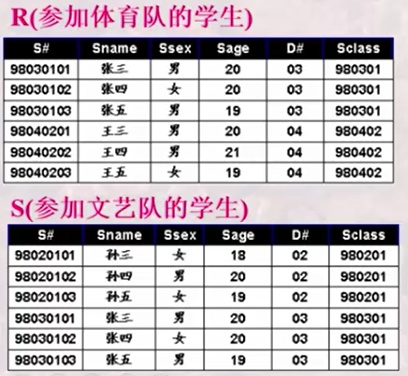 R(参加体育队的学生)
S# Sname Ssex Sage D# Sclass
98030101 张三 男 20 03 980301
98030102 张四 女 20 03 980301
98030103 张五 男 19 03 980301
98040201 王三 男 20 04 980402
98040202 王四 男 21 04 980402
98040203 王五 女 19 04 980402
S(参加文艺队的学生)
S# Sname Ssex Sage D# Sclass
98020101 孙三 女 18 02 980201
98020102 孙四 男 20 02 980201
98020103 孙五 女 19 02 980201
98030101 张三 男 20 03 980301
98030102 张四 女 20 03 980301
98030103 张五 男 19 03 980301